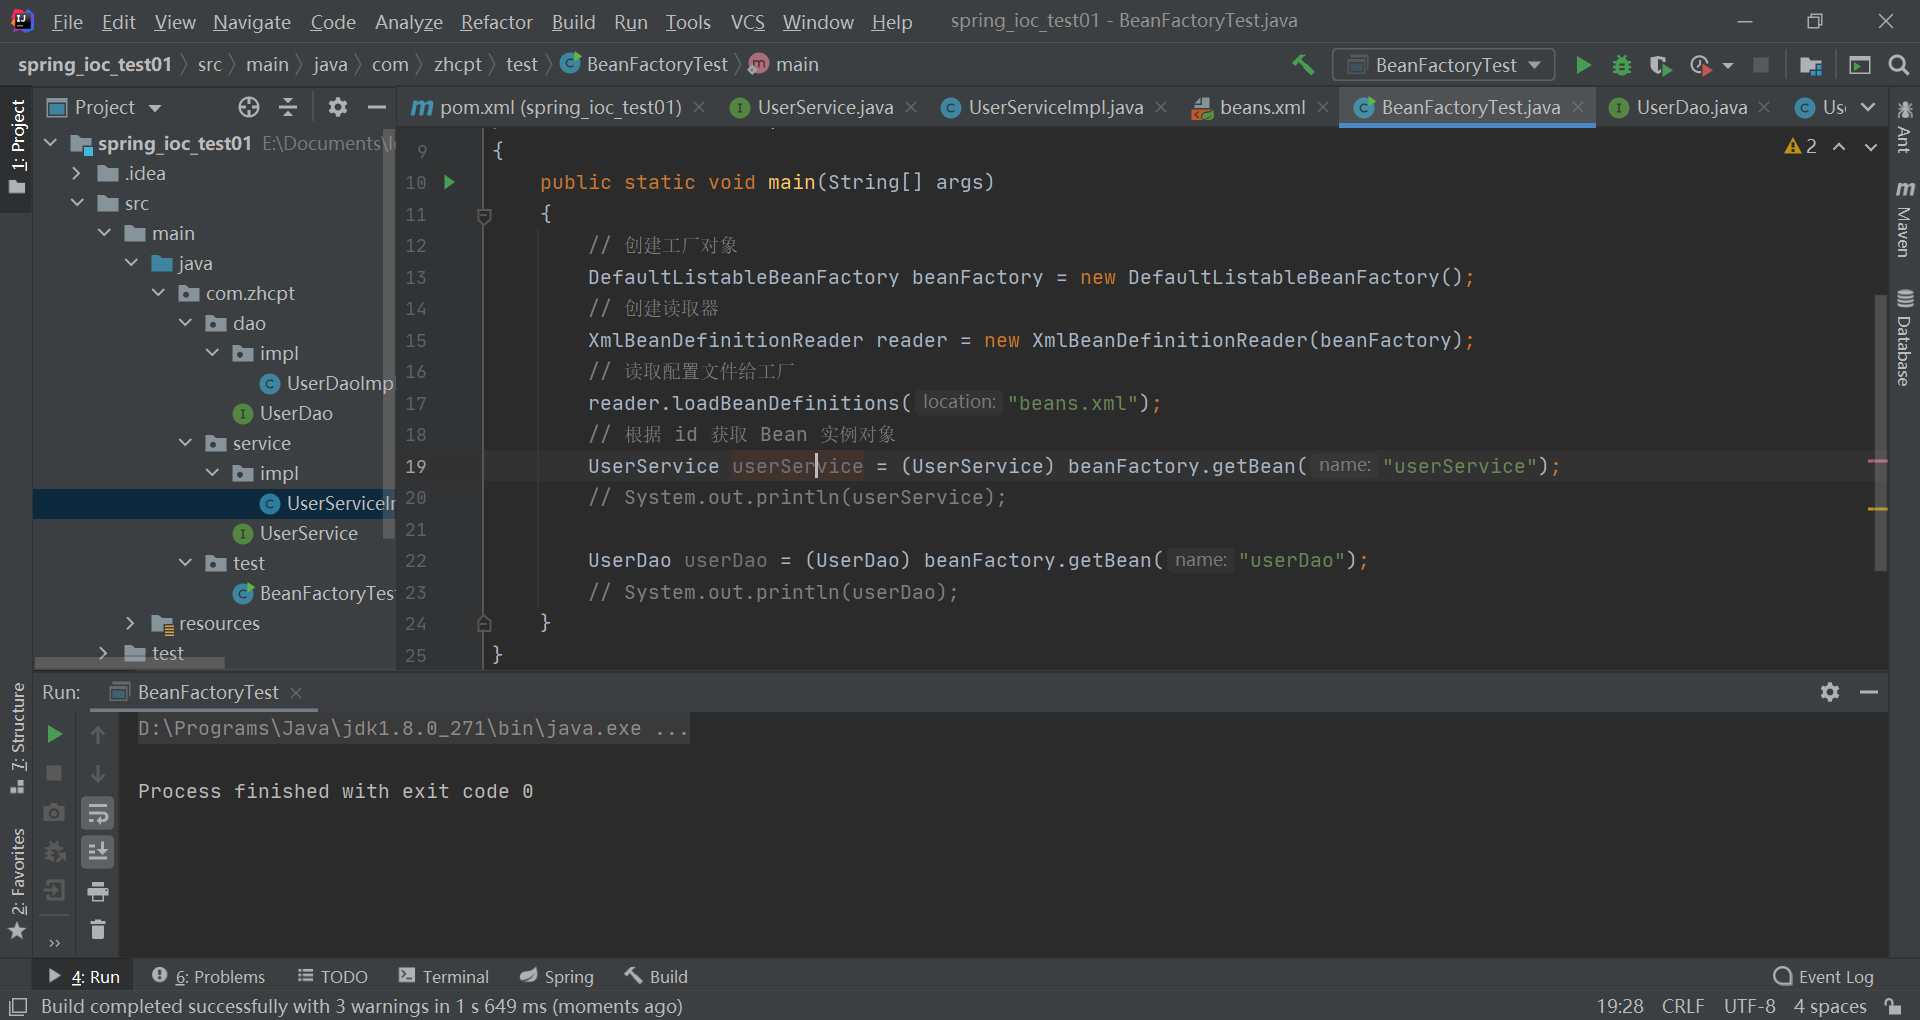 File Edit View Navigate Code Analyze Refactor Build Run Tools VCS Window Help spring_ioc_test01 - BeanFactoryTest.java
spring_ioc_test01 src main java com zhcpt test BeanFactoryTest main BeanFactoryTest
Project pom.xml (spring_ioc_test01) UserService.java UserServiceImpl.java beans.xml BeanFactoryTest.java UserDao.java Us
1: Project
spring_ioc_test01 E:\Documents\I
.idea
src
main
java
com.zhcpt
dao
impl
UserDaoImp
UserDao
service
impl
UserServiceI
UserService
test
BeanFactoryTes
resources
test
2
9 {
10 public static void main(String[] args)
11 {
12 // 创建工厂对象
13 DefaultListableBeanFactory beanFactory = new DefaultListableBeanFactory();
14 // 创建读取器
15 XmlBeanDefinitionReader reader = new XmlBeanDefinitionReader(beanFactory);
16 // 读取配置文件给工厂
17 reader.loadBeanDefinitions( location: "beans.xml");
18 // 根据 id 获取 Bean 实例对象
19 UserService userService = (UserService) beanFactory.getBean( name: "userService");
20 // System.out.println(userService);
21
22 UserDao userDao = (UserDao) beanFactory.getBean( name: "userDao");
23 // System.out.println(userDao);
24 }
25 }
Ant
Maven
Database
7: Structure
2: Favorites
Run: BeanFactoryTest
D:\Programs\Java\jdk1.8.0_271\bin\java.exe ...
Process finished with exit code 0
4: Run 6: Problems TODO Terminal Spring Build Event Log
Build completed successfully with 3 warnings in 1 s 649 ms (moments ago) 19:28 CRLF UTF-8 4 spaces